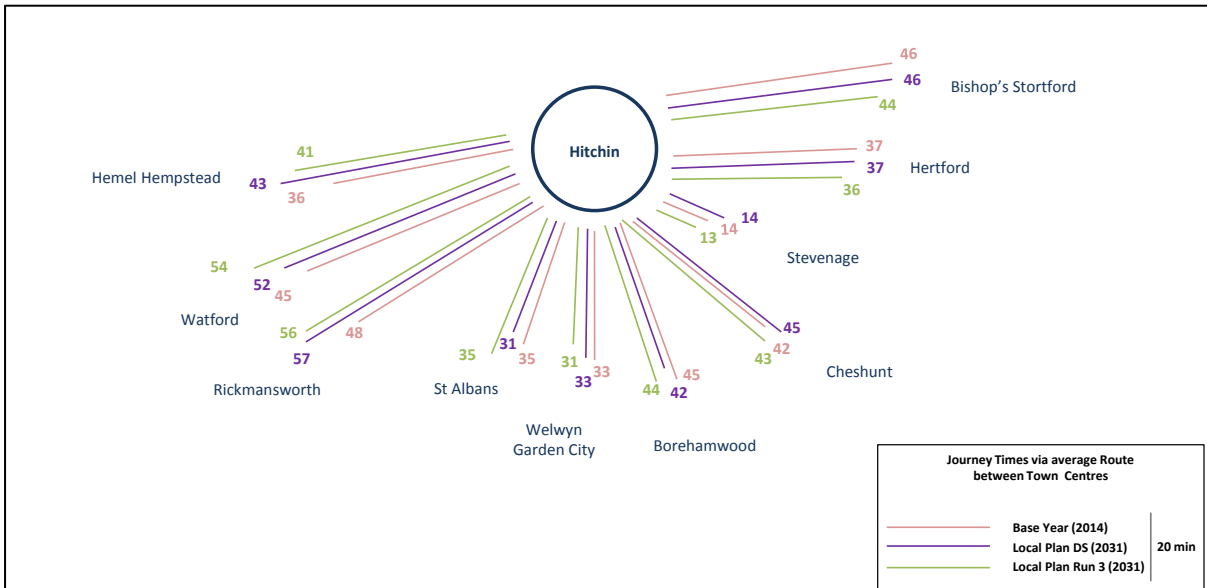 46
46
Bishop's Stortford
44
Hitchin
37
37
Hertford
36
41
Hemel Hempstead
43
36
14
14
13
Stevenage
54
52
45
Watford
56
48
57
Rickmansworth
35
31
35
St Albans
31
33
33
Welwyn
Garden City
45
44
42
Borehamwood
45
42
43
Cheshunt
Journey Times via average Route
between Town Centres
Base Year (2014)
Local Plan DS (2031)
20 min
Local Plan Run 3 (2031)